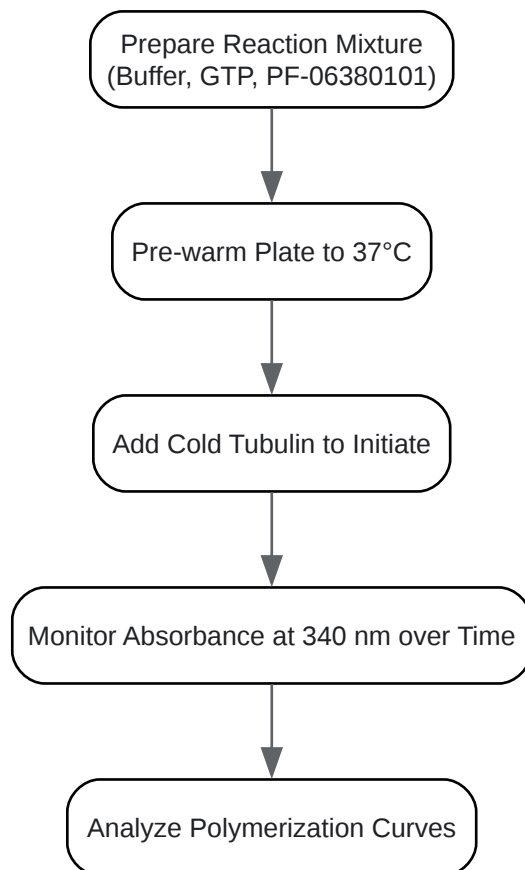 Prepare Reaction Mixture
(Buffer, GTP, PF-06380101)
Pre-warm Plate to 37°C
Add Cold Tubulin to Initiate
Monitor Absorbance at 340 nm over Time
Analyze Polymerization Curves